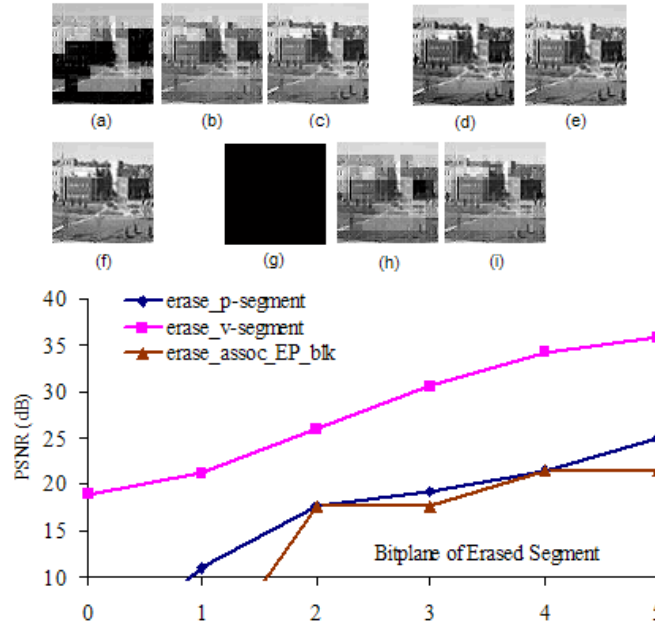 (a) (b) (c) (d) (e)
(f) (g) (h) (i)
40
35
30
25
20
15
10
PSNR (dB)
erase_p-segment
erase_v-segment
erase_assoc_EP_blk
Bitplane of Erased Segment
0 1 2 3 4 5